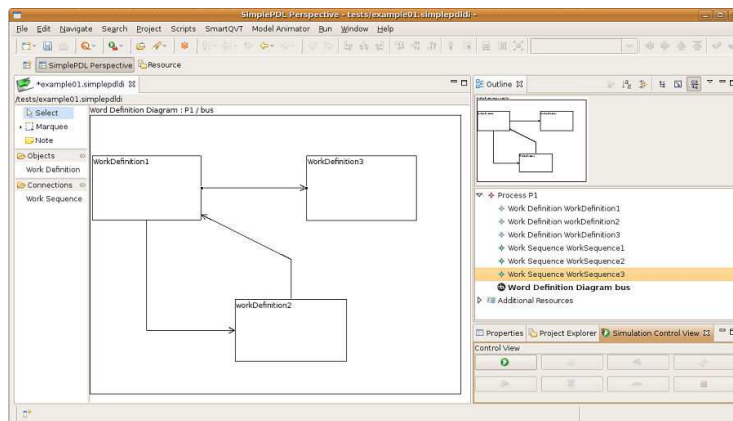 SimplePDL Perspective - tests/example01.simplepdldi -
File Edit Navigate Search Project Scripts SmartQVT Model Animator Run Window Help
SimplePDL Perspective Resource
*example01.simplepdldi
/tests/example01.simplepdldi
Select
Marquee
Note
Objects
Work Definition
Connections
Work Sequence
Word Definition Diagram : P1 / bus
WorkDefinition1
WorkDefinition3
workDefinition2
Outline
Process P1
Work Definition WorkDefinition1
Work Definition workDefinition2
Work Definition WorkDefinition3
Work Sequence WorkSequence1
Work Sequence WorkSequence2
Work Sequence WorkSequence3
Word Definition Diagram bus
Additional Resources
Properties Project Explorer Simulation Control View
Control View